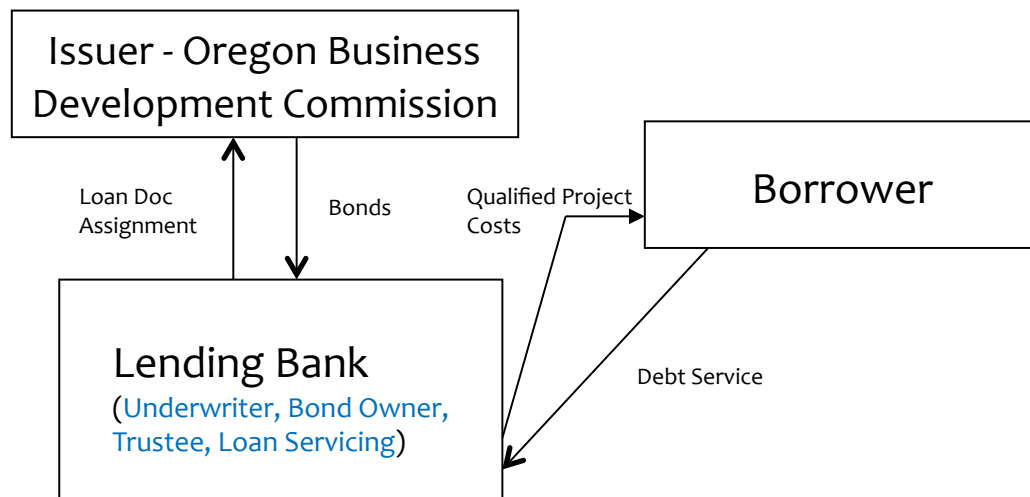 Issuer - Oregon Business
Development Commission
Loan Doc
Assignment
Bonds
Qualified Project
Costs
Borrower
Lending Bank
(Underwriter, Bond Owner,
Trustee, Loan Servicing)
Debt Service